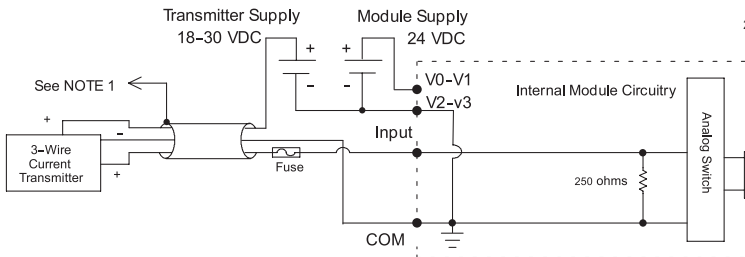 Transmitter Supply
18-30 VDC
Module Supply
24 VDC
+
-
+
-
See NOTE 1
V0-V1
V2-v3
Internal Module Circuitry
Input
+
-
+
3-Wire
Current
Transmitter
Fuse
250 ohms
Analog Switch
COM